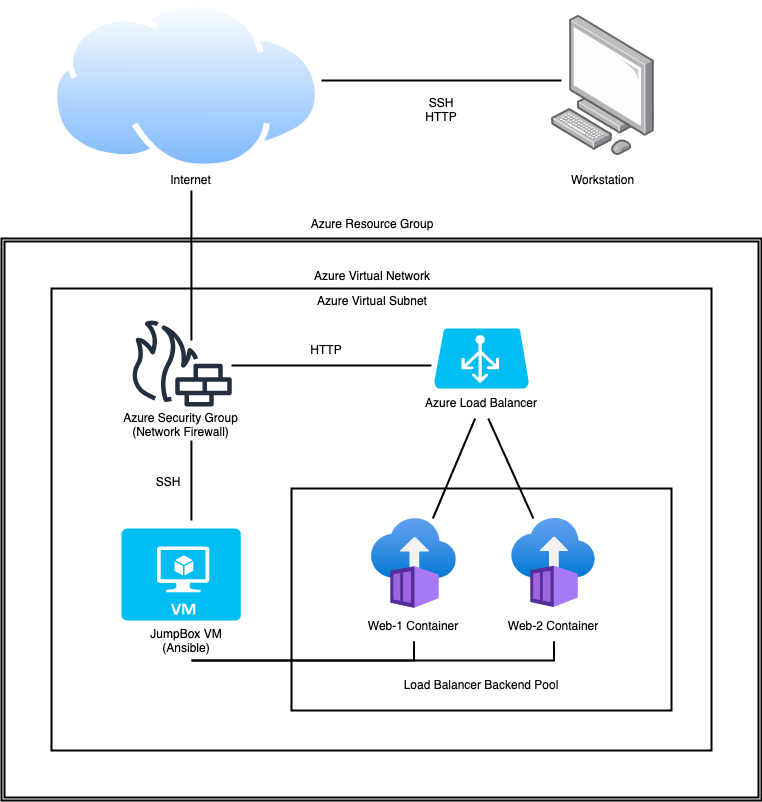 SSH
HTTP
Internet
Workstation
Azure Resource Group
Azure Virtual Network
Azure Virtual Subnet
HTTP
Azure Security Group
(Network Firewall)
Azure Load Balancer
SSH
VM
JumpBox VM
(Ansible)
Web-1 Container
Web-2 Container
Load Balancer Backend Pool